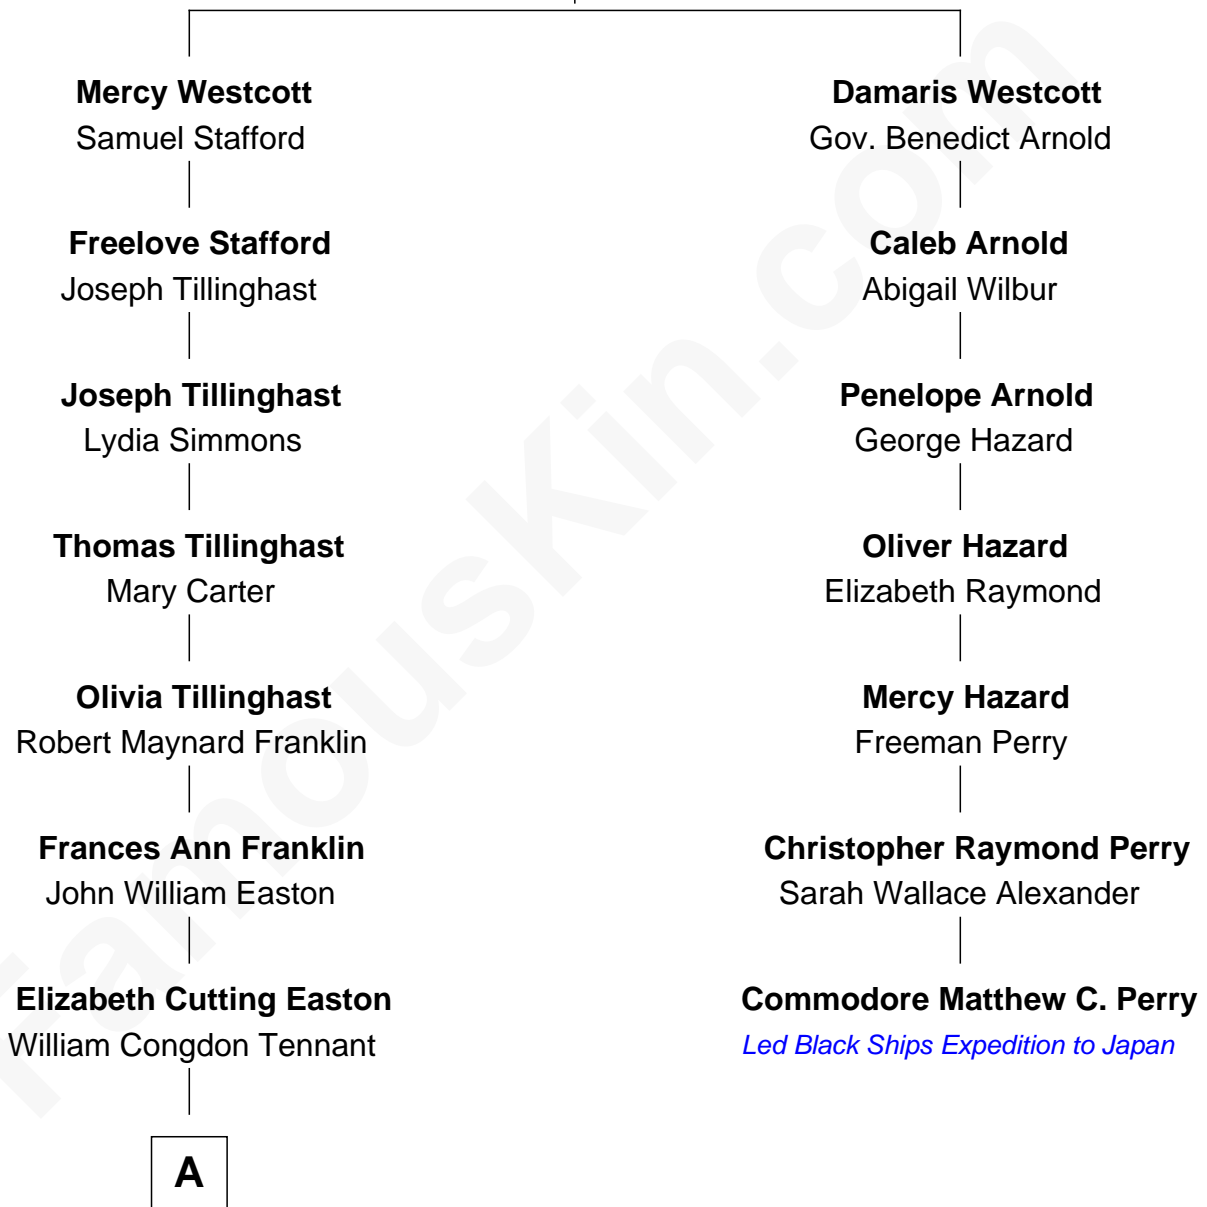 Mercy Westcott
Samuel Stafford
Freelove Stafford
Joseph Tillinghast
Joseph Tillinghast
Lydia Simmons
Thomas Tillinghast
Mary Carter
Olivia Tillinghast
Robert Maynard Franklin
Frances Ann Franklin
John William Easton
Elizabeth Cutting Easton
William Congdon Tennant
A
Damaris Westcott
Gov. Benedict Arnold
Caleb Arnold
Abigail Wilbur
Penelope Arnold
George Hazard
Oliver Hazard
Elizabeth Raymond
Mercy Hazard
Freeman Perry
Christopher Raymond Perry
Sarah Wallace Alexander
Commodore Matthew C. Perry
Led Black Ships Expedition to Japan
FamousKin.com